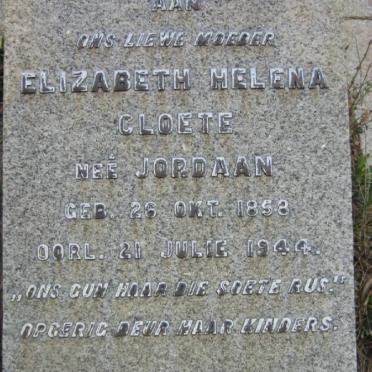 AAN
ONS LIEWE MOEDER
ELIZABETH HELENA
CLOETE
NEÉ JORDAAN
GEB. 26 OKT. 1858.
OORL. 21 JULIE 1944.
„ONS GUN HAAR DIE SOETE RUS."
OPGERIG DEUR HAAR KINDERS.